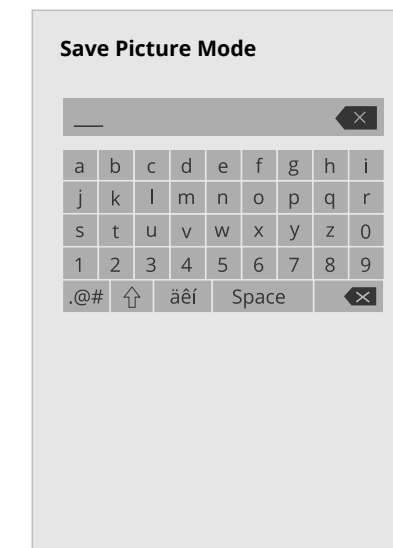 Save Picture Mode
a b c d e f g h i
j k l m n o p q r
s t u v w x y z 0
1 2 3 4 5 6 7 8 9
.@# äêí Space